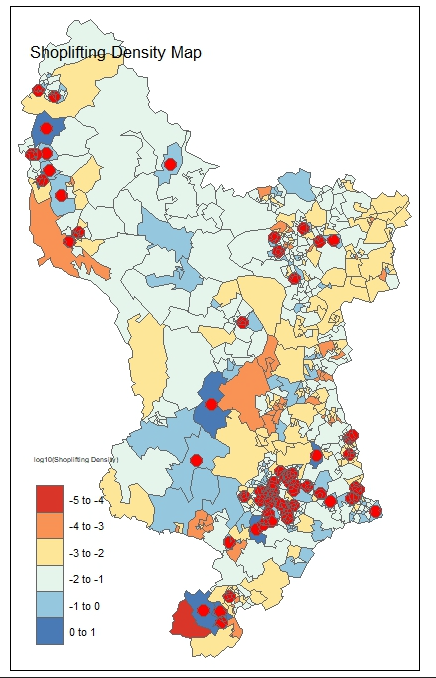 Shoplifting Density Map
log10(Shoplifting Density)
-5 to -4
-4 to -3
-3 to -2
-2 to -1
-1 to 0
0 to 1